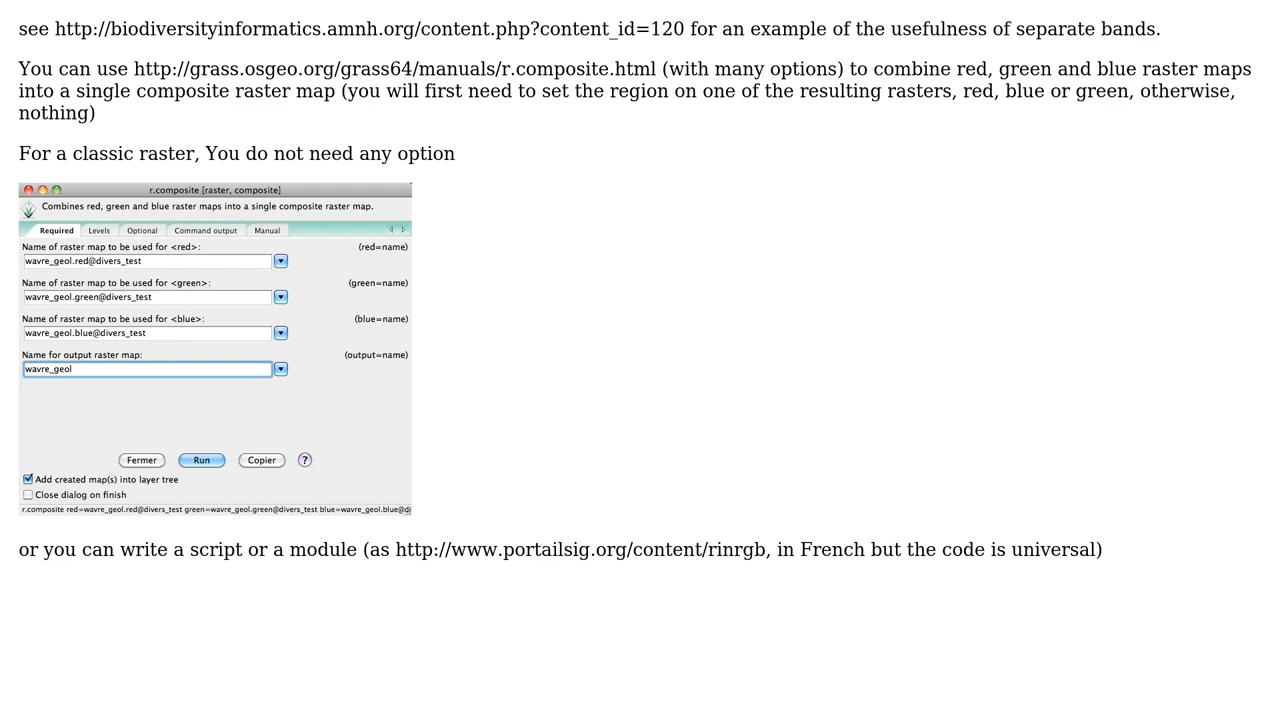 see http://biodiversityinformatics.amnh.org/content.php?content_id=120 for an example of the usefulness of separate bands.
You can use http://grass.osgeo.org/grass64/manuals/r.composite.html (with many options) to combine red, green and blue raster maps
into a single composite raster map (you will first need to set the region on one of the resulting rasters, red, blue or green, otherwise,
nothing)
For a classic raster, You do not need any option
r.composite [raster, composite]
Combines red, green and blue raster maps into a single composite raster map.
Required Levels Optional Command output Manual
Name of raster map to be used for <red>: (red=name)
wavre_geol.red@divers_test
Name of raster map to be used for <green>: (green=name)
wavre_geol.green@divers_test
Name of raster map to be used for <blue>: (blue=name)
wavre_geol.blue@divers_test
Name for output raster map: (output=name)
wavre_geol
Fermer Run Copier ?
Add created map(s) into layer tree
Close dialog on finish
r.composite red=wavre_geol.red@divers_test green=wavre_geol.green@divers_test blue=wavre_geol.blue@di
or you can write a script or a module (as http://www.portailsig.org/content/rinrgb, in French but the code is universal)